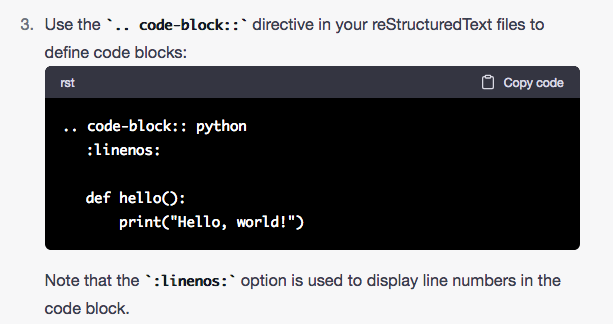 3. Use the `.. code-block::` directive in your reStructuredText files to
define code blocks:
rst
Copy code
.. code-block:: python
   :linenos:

   def hello():
       print("Hello, world!")
Note that the `:linenos:` option is used to display line numbers in the
code block.